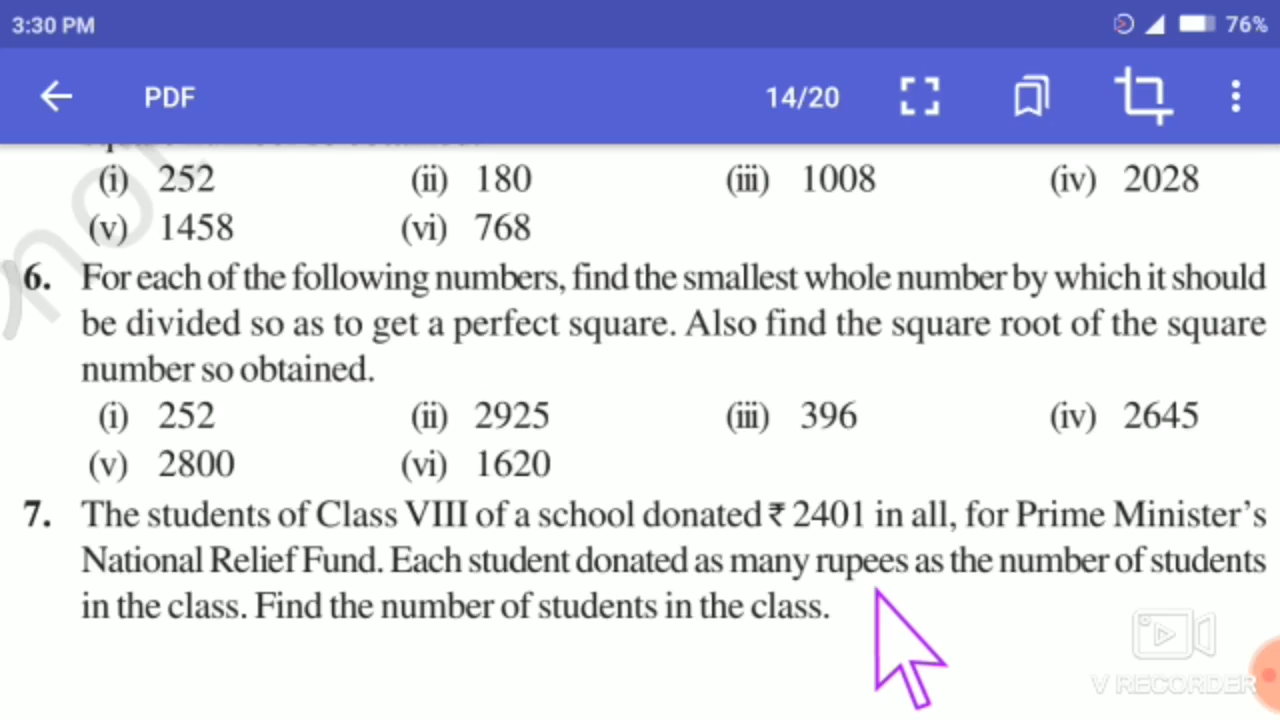 3:30 PM 76%
PDF 14/20
(i) 252 (ii) 180 (iii) 1008 (iv) 2028
(v) 1458 (vi) 768
6. For each of the following numbers, find the smallest whole number by which it should
be divided so as to get a perfect square. Also find the square root of the square
number so obtained.
(i) 252 (ii) 2925 (iii) 396 (iv) 2645
(v) 2800 (vi) 1620
7. The students of Class VIII of a school donated ₹ 2401 in all, for Prime Minister's
National Relief Fund. Each student donated as many rupees as the number of students
in the class. Find the number of students in the class.
V RECORDER